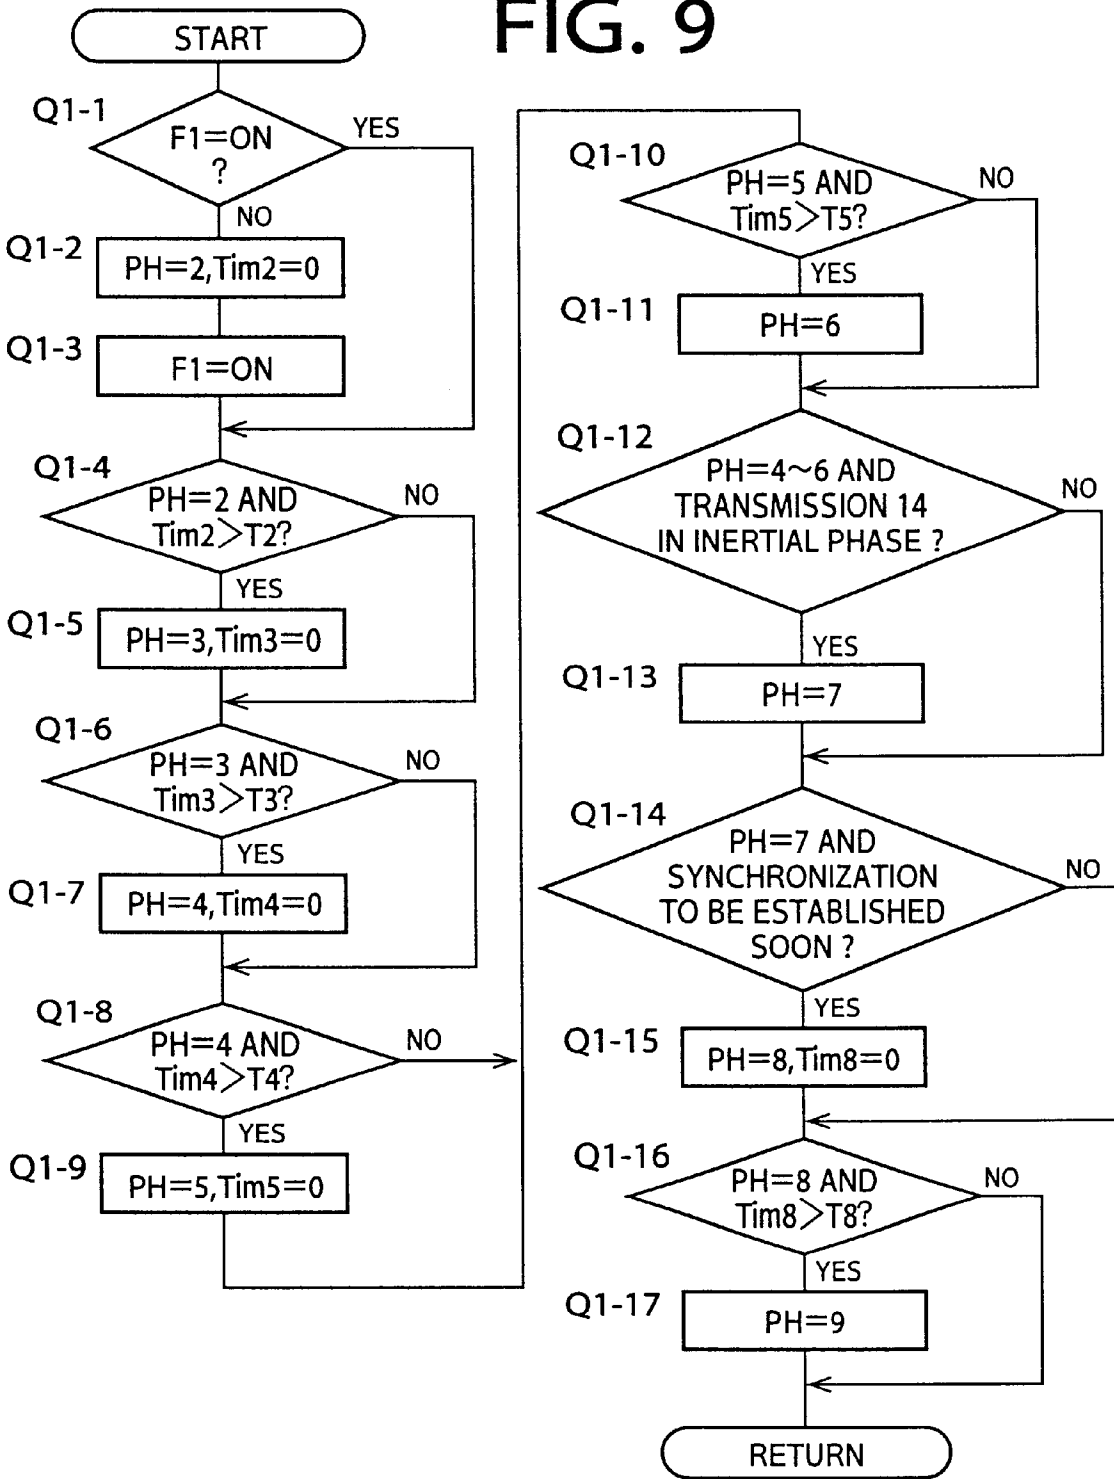 FIG. 9
START
Q1-1
F1=ON
?
YES
NO
Q1-2
PH=2,Tim2=0
Q1-3
F1=ON
Q1-4
PH=2 AND
Tim2>T2?
NO
YES
Q1-5
PH=3,Tim3=0
Q1-6
PH=3 AND
Tim3>T3?
NO
YES
Q1-7
PH=4,Tim4=0
Q1-8
PH=4 AND
Tim4>T4?
NO
YES
Q1-9
PH=5,Tim5=0
Q1-10
PH=5 AND
Tim5>T5?
NO
YES
Q1-11
PH=6
Q1-12
PH=4~6 AND
TRANSMISSION 14
IN INERTIAL PHASE ?
NO
YES
Q1-13
PH=7
Q1-14
PH=7 AND
SYNCHRONIZATION
TO BE ESTABLISHED
SOON ?
NO
YES
Q1-15
PH=8,Tim8=0
Q1-16
PH=8 AND
Tim8>T8?
NO
YES
Q1-17
PH=9
RETURN